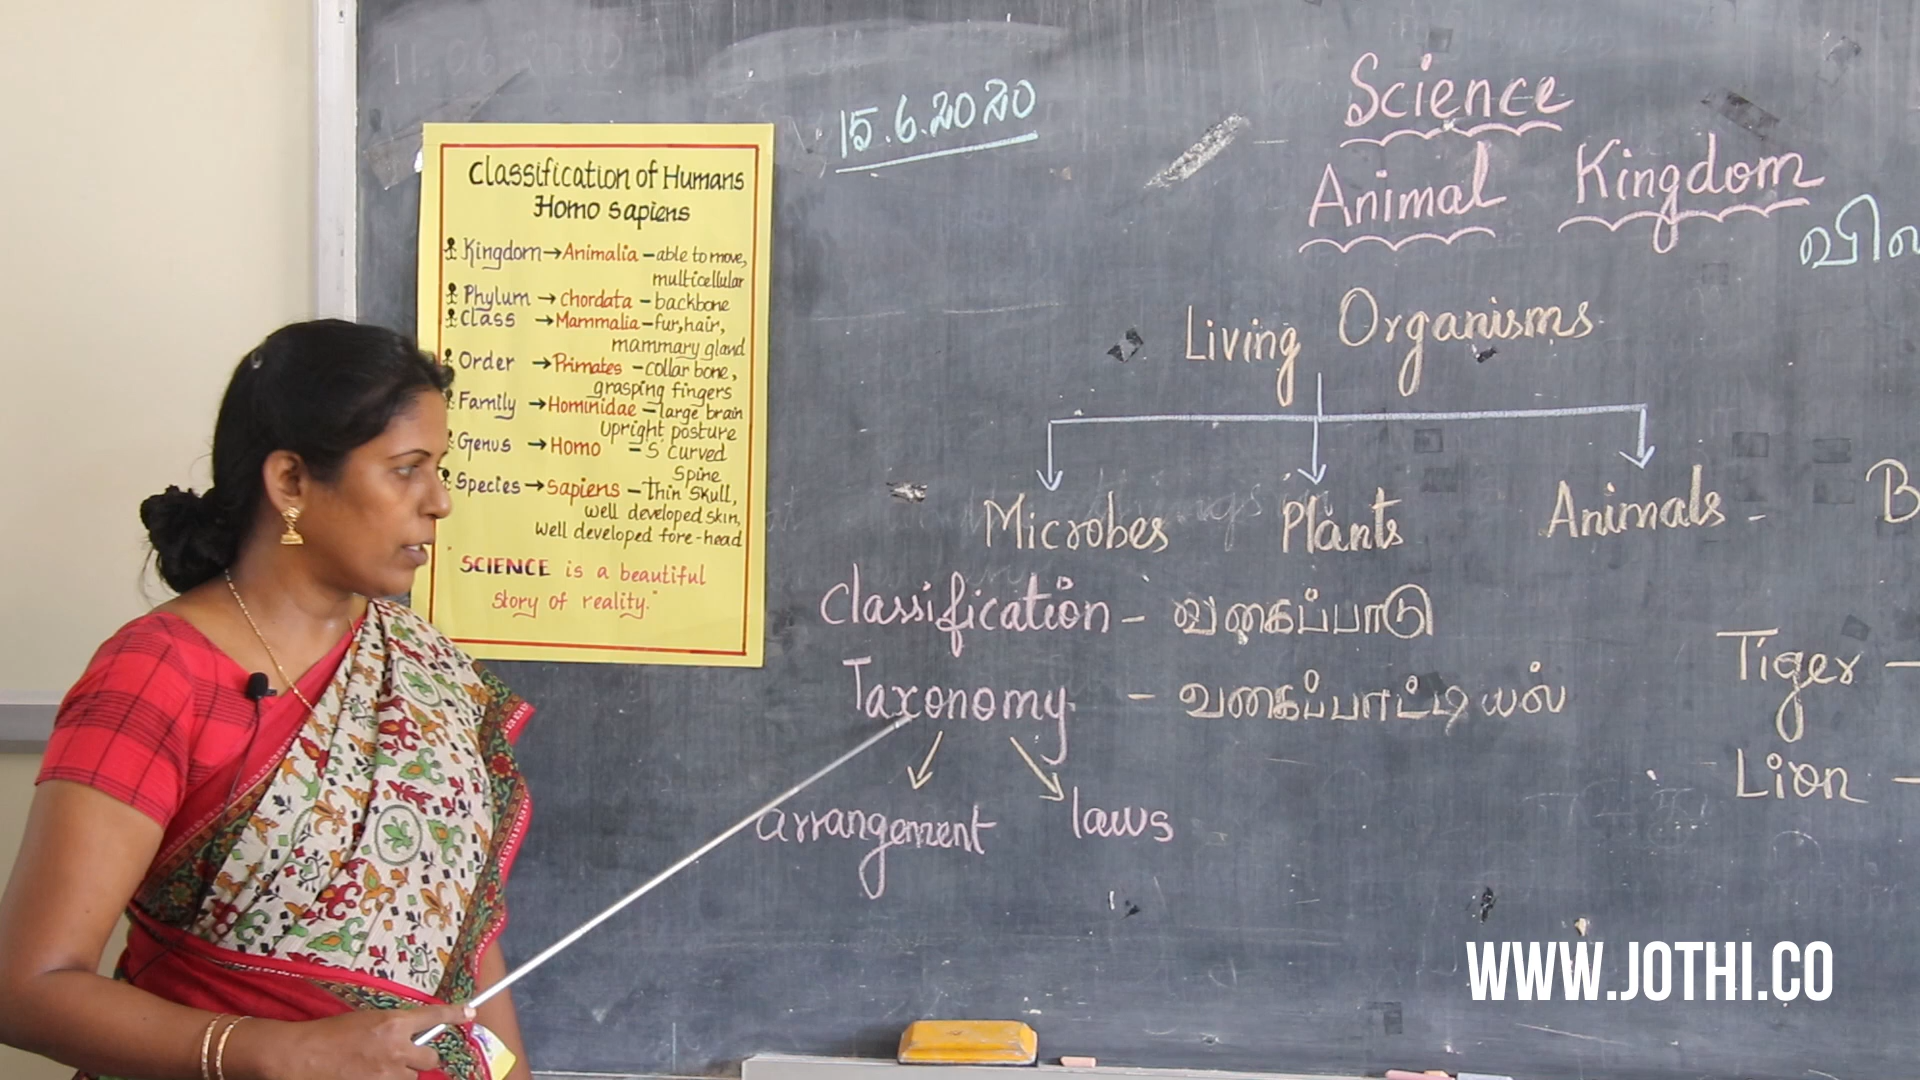 15.6.2020
Science
Animal Kingdom
Living Organisms
Microbes Plants Animals - B
Classification - வகைப்பாடு
Taxonomy - வகைப்பாட்டியல்
arrangement laws
Tiger -
Lion -
Classification of Humans
Homo sapiens
Kingdom → Animalia - able to move,
multicellular
Phylum → chordata - backbone
Class → Mammalia - fur, hair,
mammary gland
Order → Primates - collar bone,
grasping fingers
Family → Hominidae - large brain
Upright posture
Genus → Homo - 'S' curved
Spine
Species → Sapiens - thin skull,
well developed skin,
well developed fore-head
"SCIENCE is a beautiful
story of reality."
WWW.JOTHI.CO